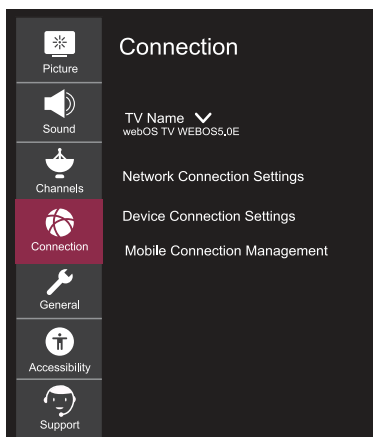 Picture
Sound
Channels
Connection
General
Accessibility
Support
Connection
TV Name
webOS TV WEBOS5.0E
Network Connection Settings
Device Connection Settings
Mobile Connection Management